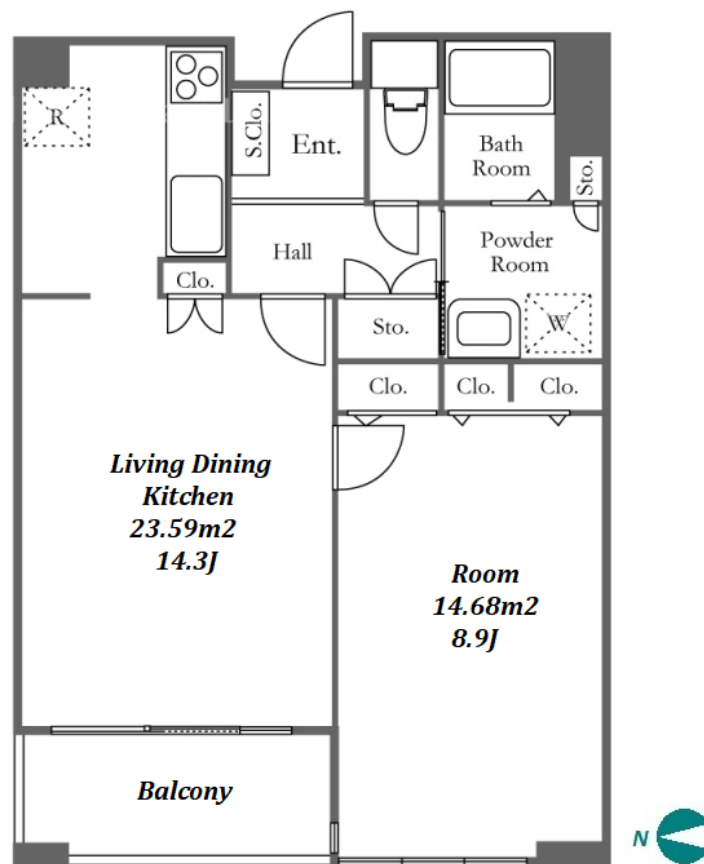 R
S.Clo.
Ent.
Bath
Room
Sto.
Hall
Powder
Room
Clo.
Sto.
W
Clo.
Clo.
Clo.
Living Dining
Kitchen
23.59m2
14.3J
Room
14.68m2
8.9J
Balcony
N